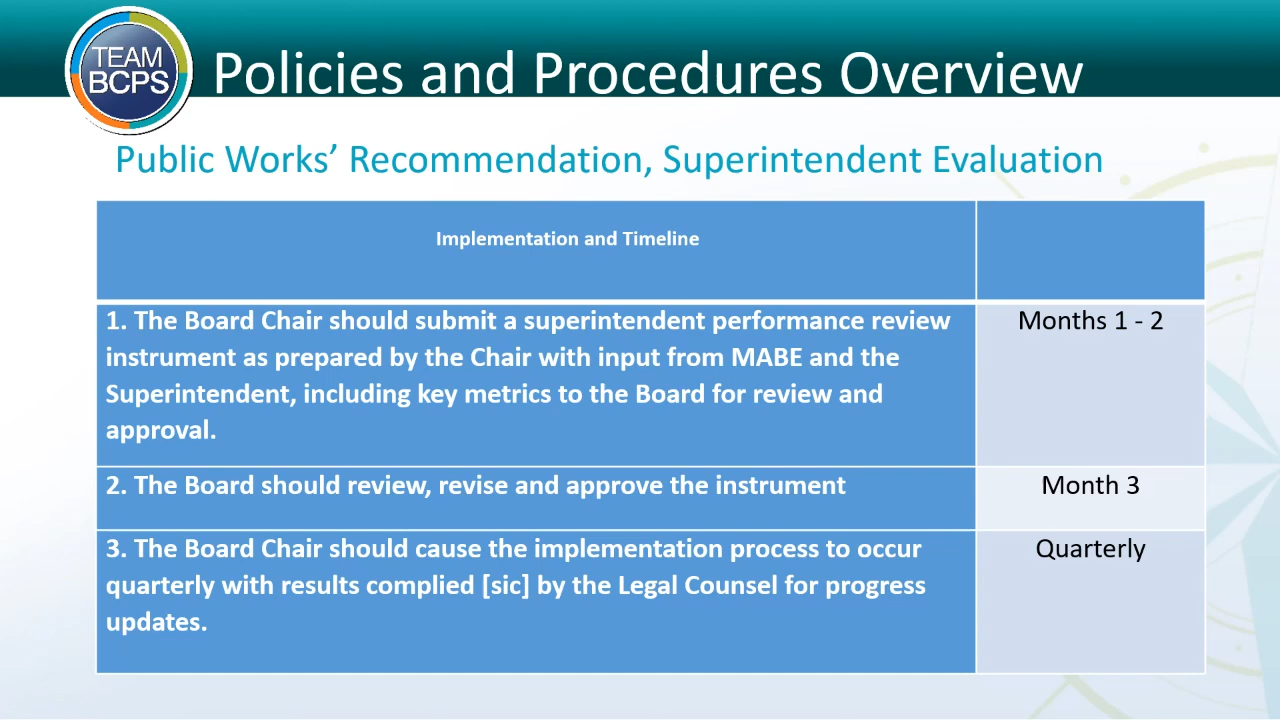 TEAM
BCPS
Policies and Procedures Overview
Public Works’ Recommendation, Superintendent Evaluation
Implementation and Timeline
1. The Board Chair should submit a superintendent performance review
instrument as prepared by the Chair with input from MABE and the
Superintendent, including key metrics to the Board for review and
approval.
Months 1 - 2
2. The Board should review, revise and approve the instrument
Month 3
3. The Board Chair should cause the implementation process to occur
quarterly with results complied [sic] by the Legal Counsel for progress
updates.
Quarterly